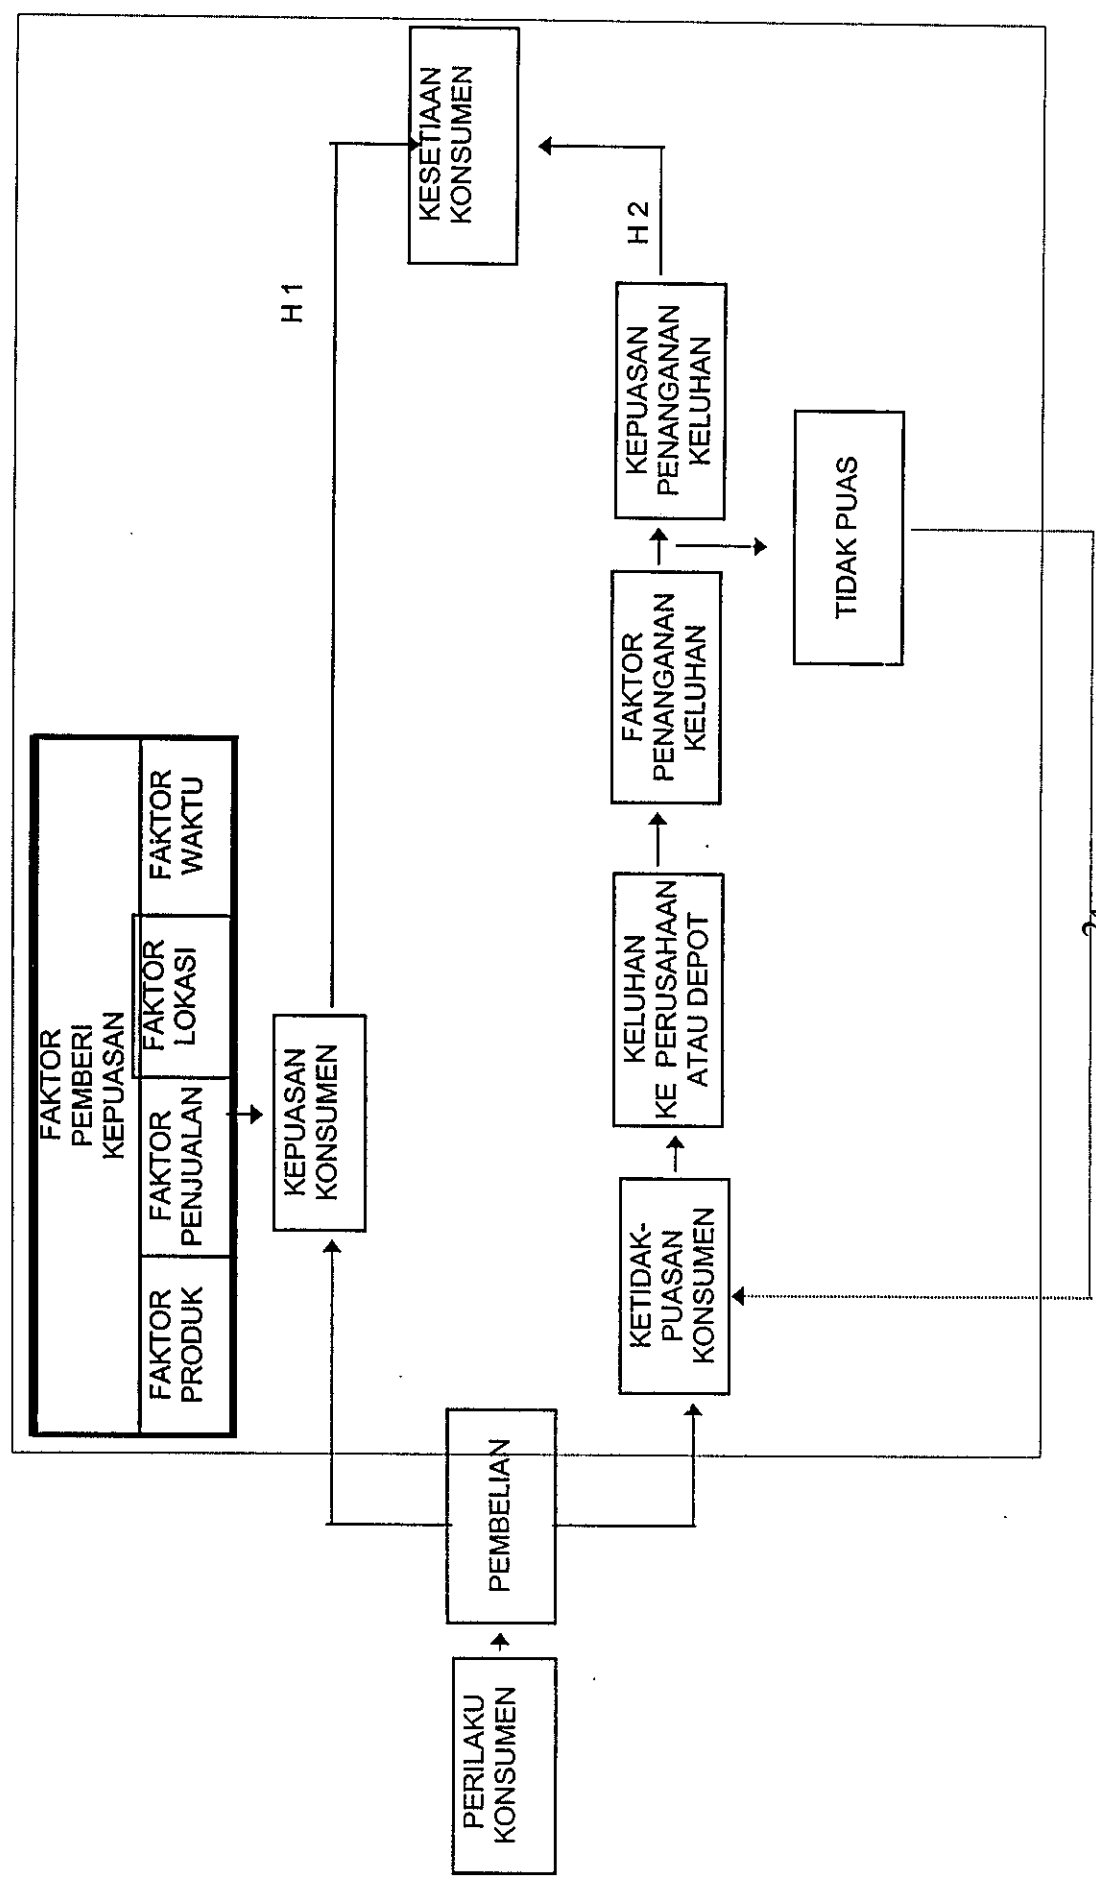 FAKTOR
PEMBERI
KEPUASAN
FAKTOR
PRODUK
FAKTOR
PENJUALAN
FAKTOR
LOKASI
FAKTOR
WAKTU
KEPUASAN
KONSUMEN
H 1
KESETIAAN
KONSUMEN
PERILAKU
KONSUMEN
PEMBELIAN
KETIDAK-
PUASAN
KONSUMEN
KELUHAN
KE PERUSAHAAN
ATAU DEPOT
FAKTOR
PENANGANAN
KELUHAN
KEPUASAN
PENANGANAN
KELUHAN
H 2
TIDAK PUAS